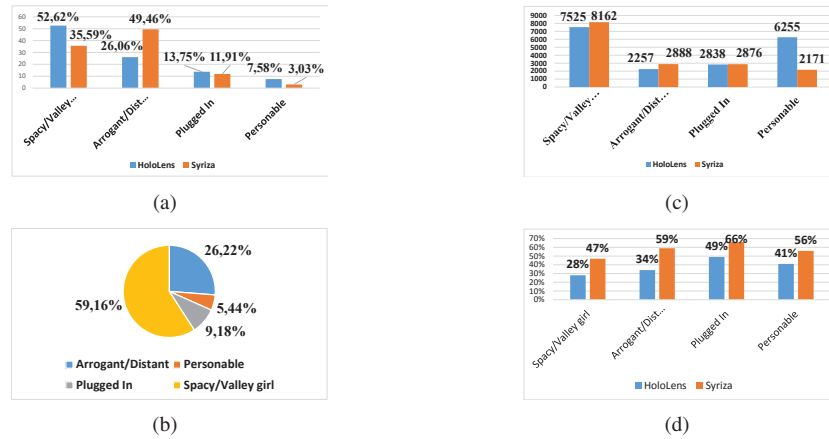 52,62%
49,46%
35,59%
26,06%
13,75%
11,91%
7,58%
3,03%
60
50
40
30
20
10
0
Spacy/Valley...
Arrogant/Dist...
Plugged In
Personable
HoloLens
Syriza
(a)
7525
8162
2257
2888
2838
2876
6255
2171
9000
8000
7000
6000
5000
4000
3000
2000
1000
0
Spacy/Valley...
Arrogant/Dist...
Plugged In
Personable
HoloLens
Syriza
(c)
26,22%
5,44%
9,18%
59,16%
Arrogant/Distant
Personable
Plugged In
Spacy/Valley girl
(b)
70%
60%
50%
40%
30%
20%
10%
0%
28%
47%
34%
59%
49%
66%
41%
56%
Spacy/Valley girl
Arrogant/Dist...
Plugged In
Personable
HoloLens
Syriza
(d)